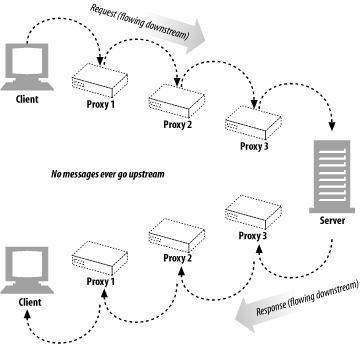 Request (flowing downstream)
Client
Proxy 1
Proxy 2
Proxy 3
No messages ever go upstream
Server
Proxy 3
Proxy 2
Proxy 1
Client
Response (flowing downstream)